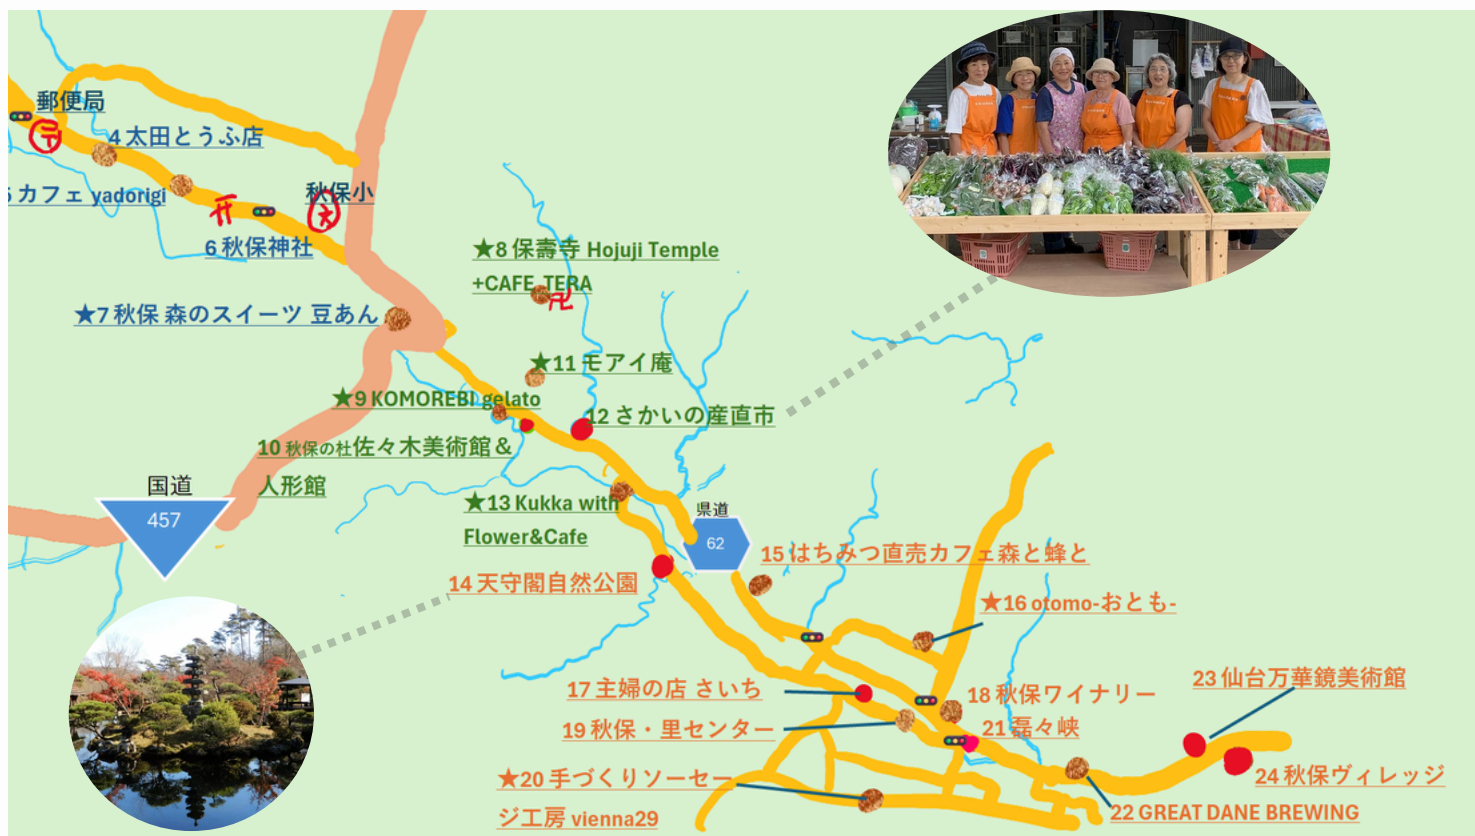 郵便局
4 太田とうふ店
カフェ yadorigi
秋保小
文
6 秋保神社
★7 秋保 森のスイーツ 豆あん
★8 保壽寺 Hojuji Temple
+CAFE TERA
卍
★11 モアイ庵
★9 KOMOREBI gelato
12 さかいの産直市
10 秋保の杜佐々木美術館＆
人形館
国道
457
★13 Kukka with
Flower&Cafe
県道
62
14 天守閣自然公園
15 はちみつ直売カフェ森と蜂と
★16 otomo-おとも-
17 主婦の店 さいち
18 秋保ワイナリー
19 秋保・里センター
21 磊々峡
★20 手づくりソーセー
ジ工房 vienna29
22 GREAT DANE BREWING
23 仙台万華鏡美術館
24 秋保ヴィレッジ